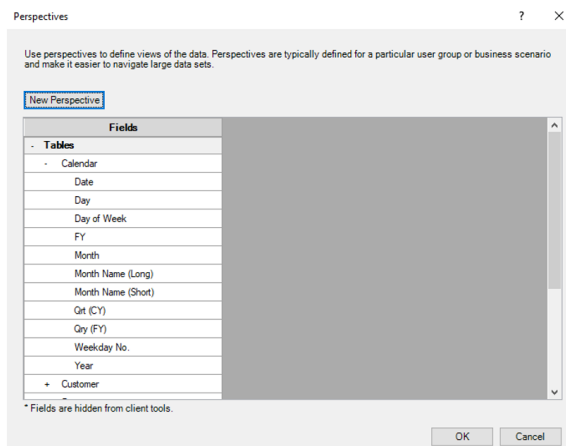 Perspectives
?
×
Use perspectives to define views of the data. Perspectives are typically defined for a particular user group or business scenario
and make it easier to navigate large data sets.
New Perspective
Fields
- Tables
- Calendar
Date
Day
Day of Week
FY
Month
Month Name (Long)
Month Name (Short)
Qrt (CY)
Qry (FY)
Weekday No.
Year
+ Customer
* Fields are hidden from client tools.
OK Cancel